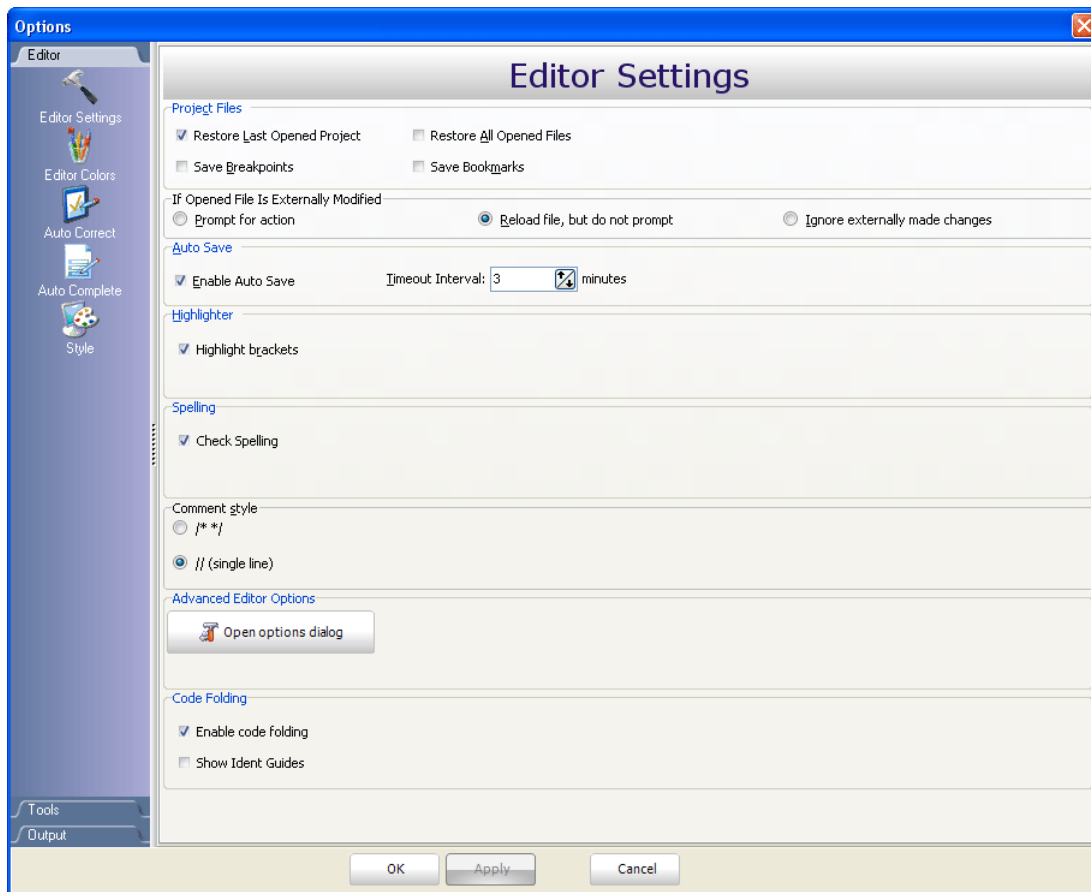 Options
Editor
Editor Settings
Editor Colors
Auto Correct
Auto Complete
Style
Tools
Output
Editor Settings
Project Files
Restore Last Opened Project Restore All Opened Files
Save Breakpoints Save Bookmarks
If Opened File Is Externally Modified
Prompt for action Reload file, but do not prompt Ignore externally made changes
Auto Save
Enable Auto Save Timeout Interval: 3 minutes
Highlighter
Highlight brackets
Spelling
Check Spelling
Comment style
/* */
// (single line)
Advanced Editor Options
Open options dialog
Code Folding
Enable code folding
Show Ident Guides
OK Apply Cancel